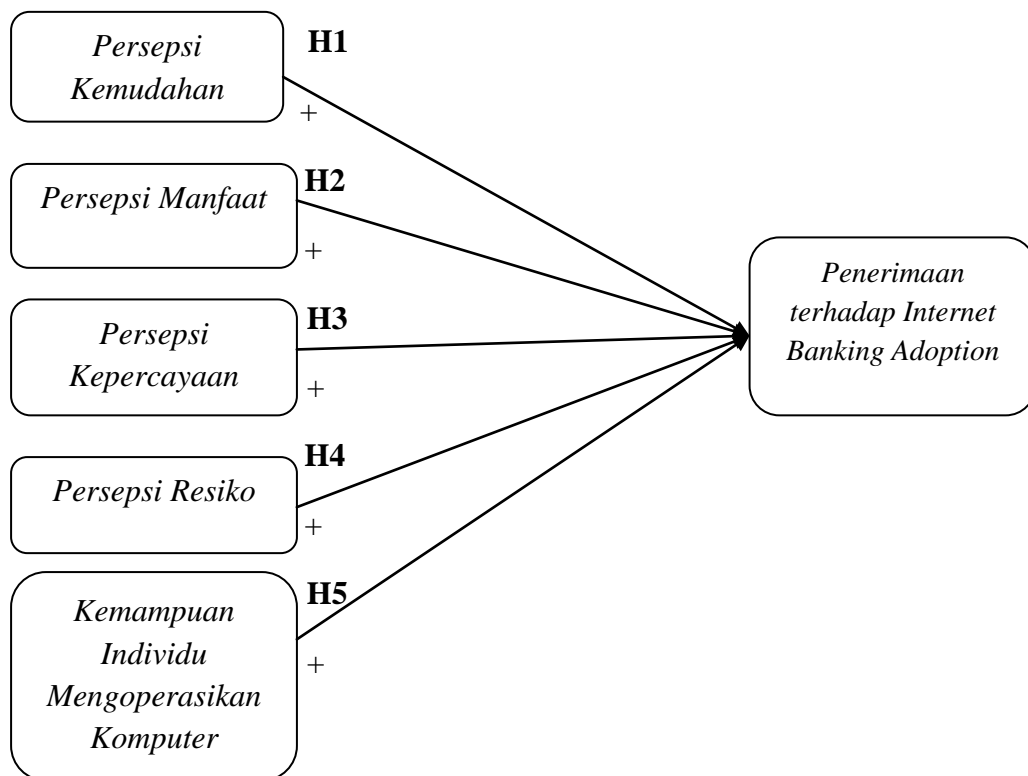 Persepsi
Kemudahan
H1
+
Persepsi Manfaat
H2
+
Persepsi
Kepercayaan
H3
+
Persepsi Resiko
H4
+
Kemampuan
Individu
Mengoperasikan
Komputer
H5
+
Penerimaan
terhadap Internet
Banking Adoption